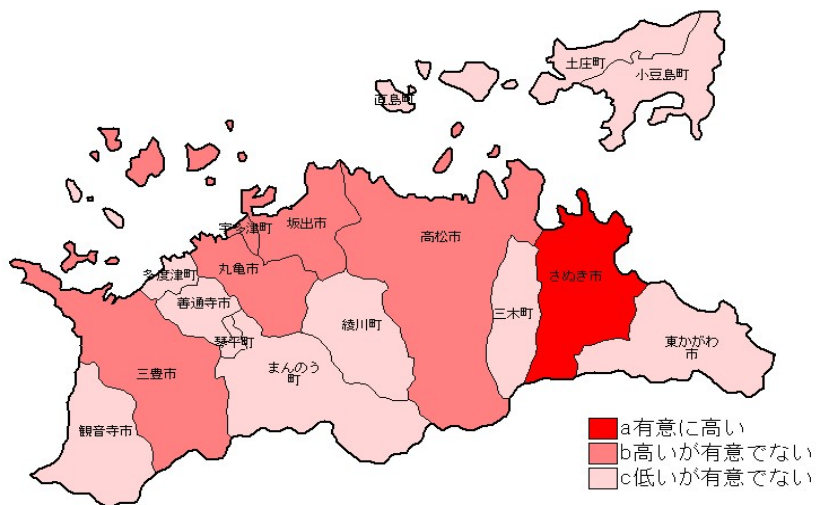 土庄町
小豆島町
直島町
宇多津町
坂出市
高松市
多度津町
丸亀市
さぬき市
善通寺市
綾川町
三木町
琴平町
東かがわ
市
三豊市
まんのう
町
観音寺市
a有意に高い
b高いが有意でない
c低いが有意でない